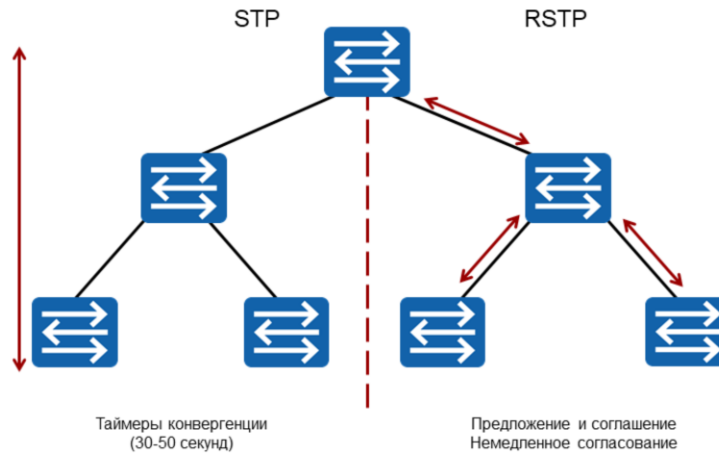 STP
RSTP
Таймеры конвергенции
(30-50 секунд)
Предложение и соглашение
Немедленное согласование